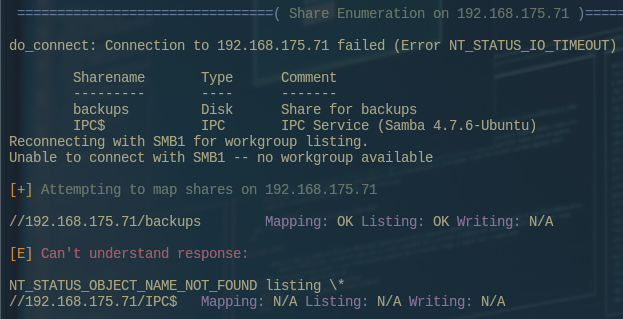 ==============================( Share Enumeration on 192.168.175.71 )=====
do_connect: Connection to 192.168.175.71 failed (Error NT_STATUS_IO_TIMEOUT)
Sharename Type Comment
--------- ---- -------
backups Disk Share for backups
IPC$ IPC IPC Service (Samba 4.7.6-Ubuntu)
Reconnecting with SMB1 for workgroup listing.
Unable to connect with SMB1 -- no workgroup available
[+] Attempting to map shares on 192.168.175.71
//192.168.175.71/backups Mapping: OK Listing: OK Writing: N/A
[E] Can't understand response:
NT_STATUS_OBJECT_NAME_NOT_FOUND listing \*
//192.168.175.71/IPC$ Mapping: N/A Listing: N/A Writing: N/A